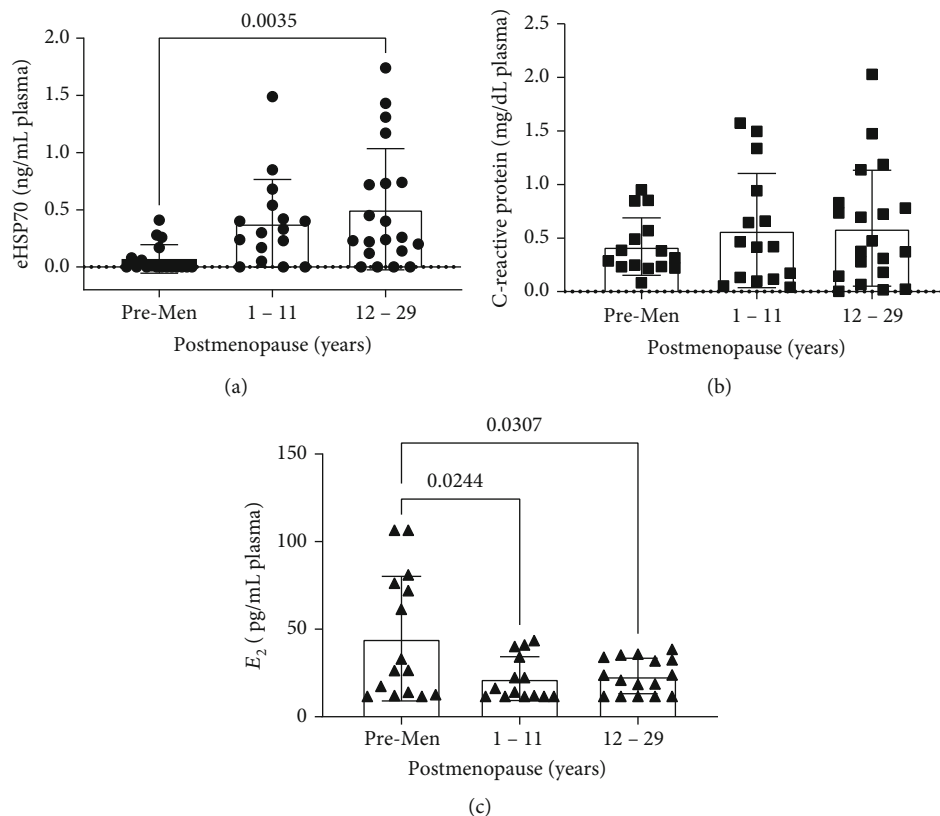 0.0035
2.0
1.5
1.0
0.5
0.0
eHSP70 (ng/mL plasma)
Pre-Men 1 – 11 12 – 29
Postmenopause (years)
(a)
2.5
2.0
1.5
1.0
0.5
0.0
C-reactive protein (mg/dL plasma)
Pre-Men 1 – 11 12 – 29
Postmenopause (years)
(b)
0.0307
0.0244
150
100
50
0
E2 ( pg/mL plasma)
Pre-Men 1 – 11 12 – 29
Postmenopause (years)
(c)